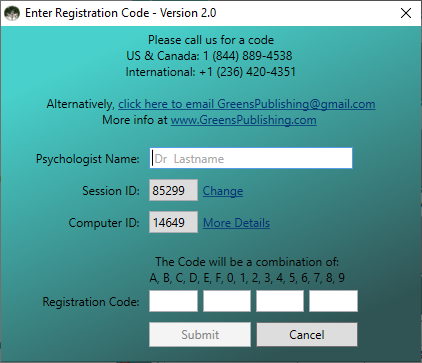 Enter Registration Code - Version 2.0
Please call us for a code
US & Canada: 1 (844) 889-4538
International: +1 (236) 420-4351
Alternatively, click here to email GreensPublishing@gmail.com
More info at www.GreensPublishing.com
Psychologist Name: Dr Lastname
Session ID: 85299 Change
Computer ID: 14649 More Details
The Code will be a combination of:
A, B, C, D, E, F, 0, 1, 2, 3, 4, 5, 6, 7, 8, 9
Registration Code:
Submit Cancel